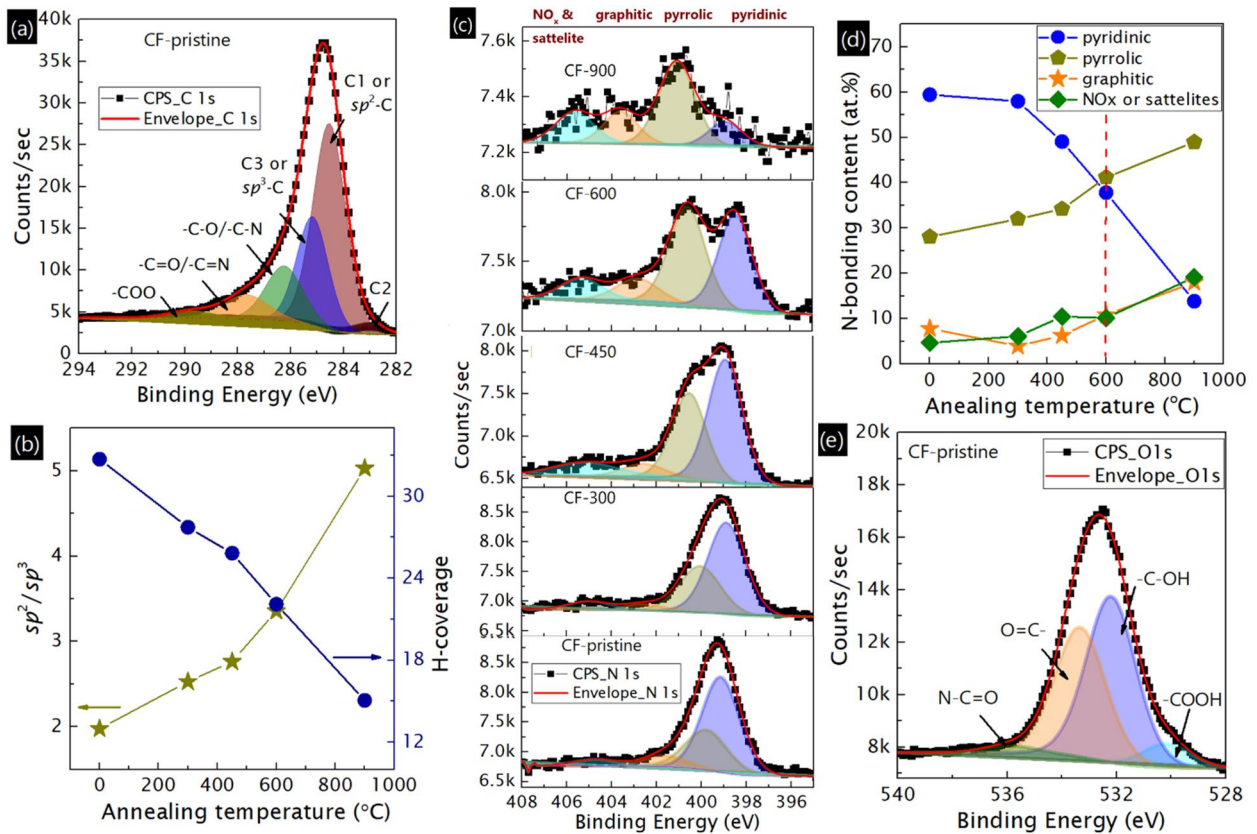 (a)
CF-pristine
CPS_C 1s
Envelope_C 1s
C1 or
sp²-C
C3 or
sp³-C
-C-O/-C-N
-C=O/-C=N
-COO
C2
40k
35k
30k
25k
20k
15k
10k
5k
0
Counts/sec
294 292 290 288 286 284 282
Binding Energy (eV)
(b)
5
4
3
2
sp²/sp³
30
24
18
12
H-coverage
0 200 400 600 800 1000
Annealing temperature (°C)
(c)
NOx & graphitic pyrrolic pyridinic
sattelite
CF-900
7.6k
7.4k
7.2k
CF-600
8.0k
7.5k
7.0k
CF-450
8.0k
7.5k
7.0k
6.5k
CF-300
8.5k
8.0k
7.5k
7.0k
6.5k
CF-pristine
CPS_N 1s
Envelope_N 1s
8.5k
8.0k
7.5k
7.0k
6.5k
Counts/sec
408 406 404 402 400 398 396
Binding Energy (eV)
(d)
pyridinic
pyrrolic
graphitic
NOx or sattelites
70
60
50
40
30
20
10
0
N-bonding content (at.%)
0 200 400 600 800 1000
Anealing temperature (°C)
(e)
CF-pristine
CPS_O1s
Envelope_O1s
-C-OH
O=C-
N-C=O
-COOH
20k
18k
16k
14k
12k
10k
8k
Counts/sec
540 536 532 528
Binding Energy (eV)